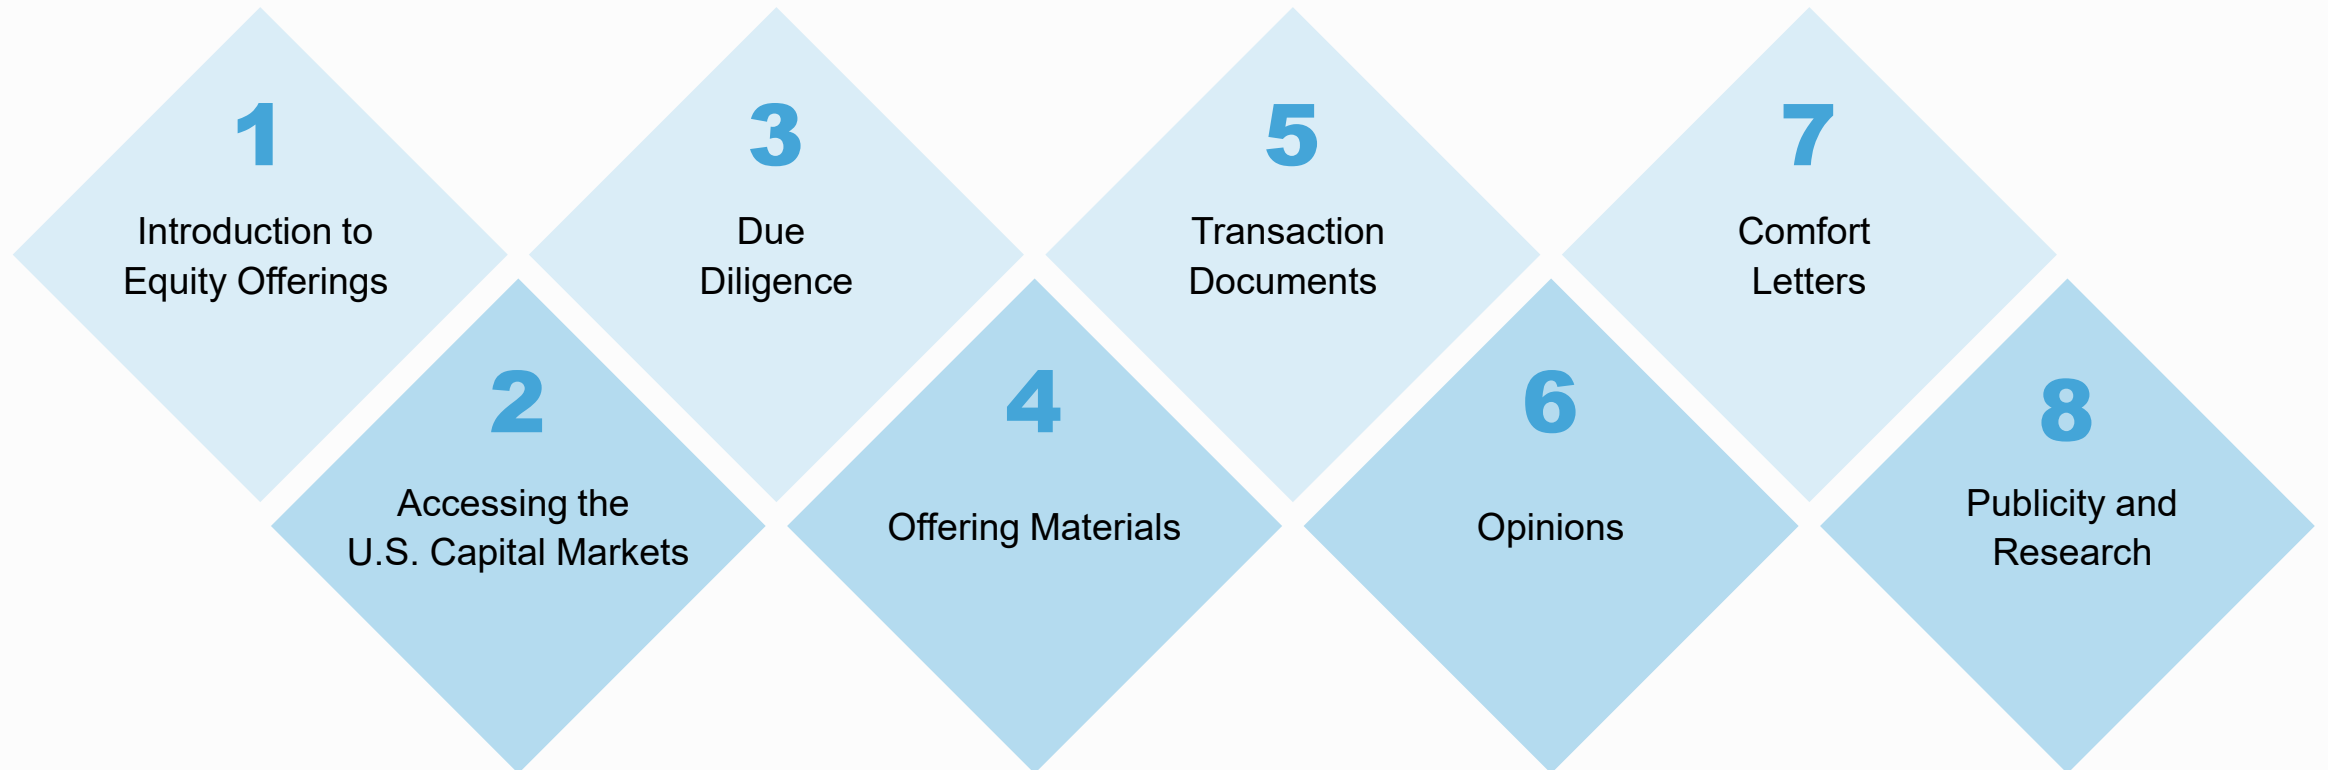 1
Introduction to
Equity Offerings
2
Accessing the
U.S. Capital Markets
3
Due
Diligence
4
Offering Materials
5
Transaction
Documents
6
Opinions
7
Comfort
Letters
8
Publicity and
Research